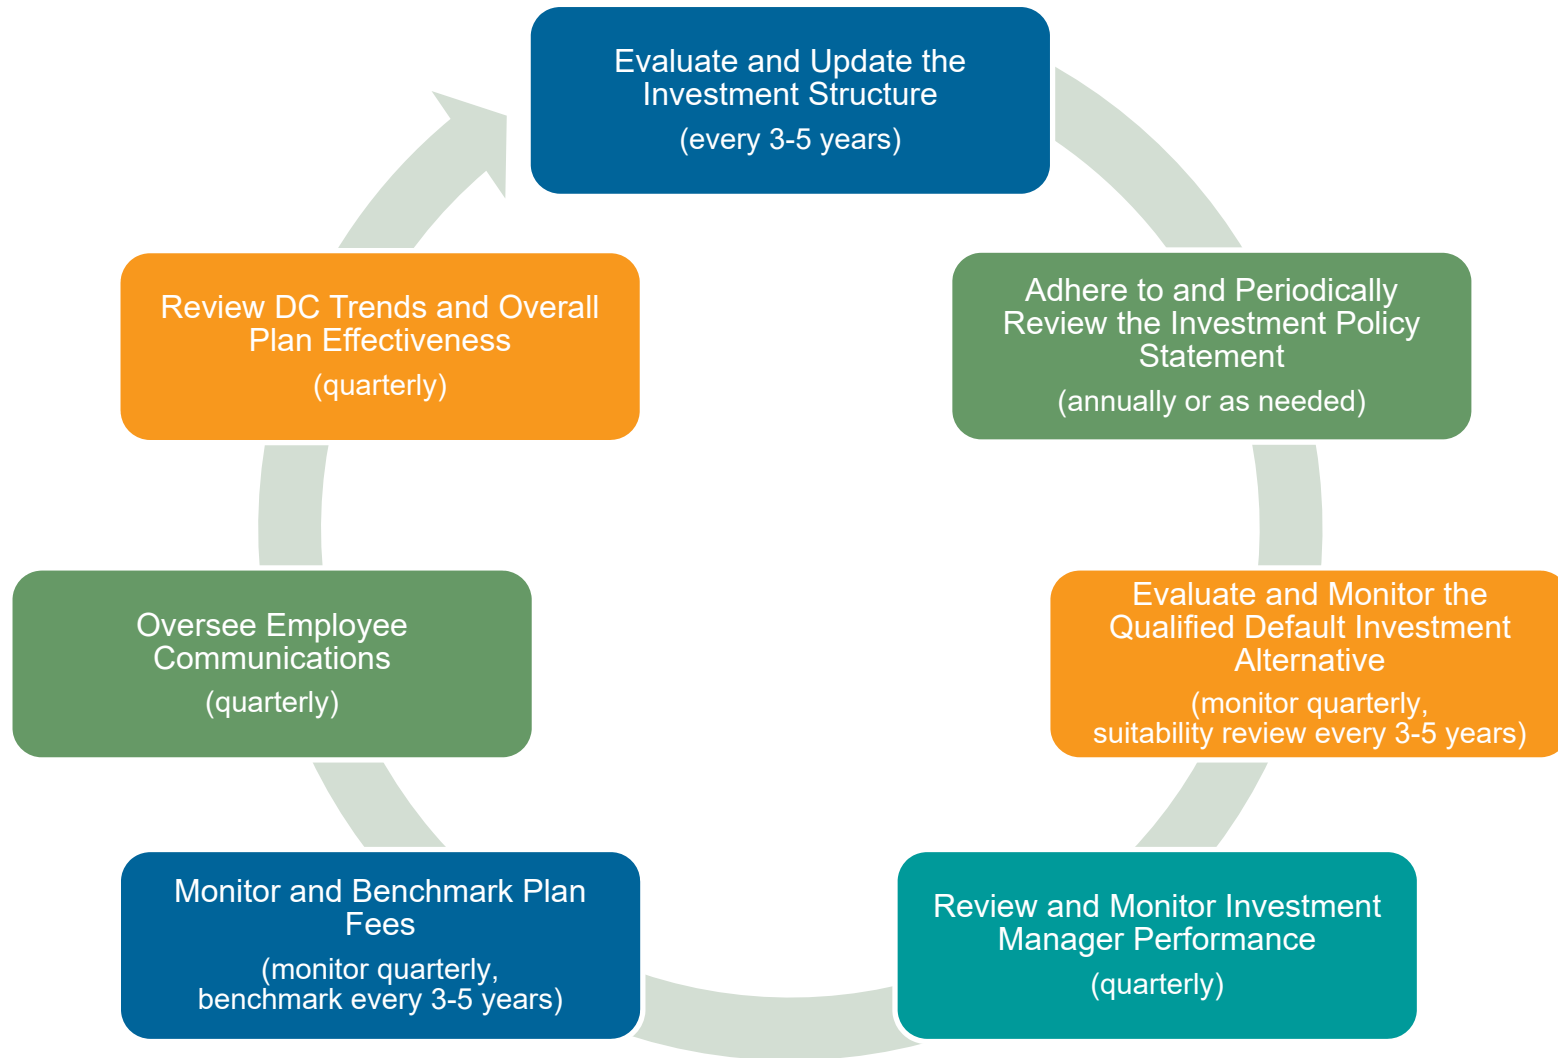 Evaluate and Update the
Investment Structure
(every 3-5 years)
Adhere to and Periodically
Review the Investment Policy
Statement
(annually or as needed)
Evaluate and Monitor the
Qualified Default Investment
Alternative
(monitor quarterly,
suitability review every 3-5 years)
Review and Monitor Investment
Manager Performance
(quarterly)
Monitor and Benchmark Plan
Fees
(monitor quarterly,
benchmark every 3-5 years)
Oversee Employee
Communications
(quarterly)
Review DC Trends and Overall
Plan Effectiveness
(quarterly)